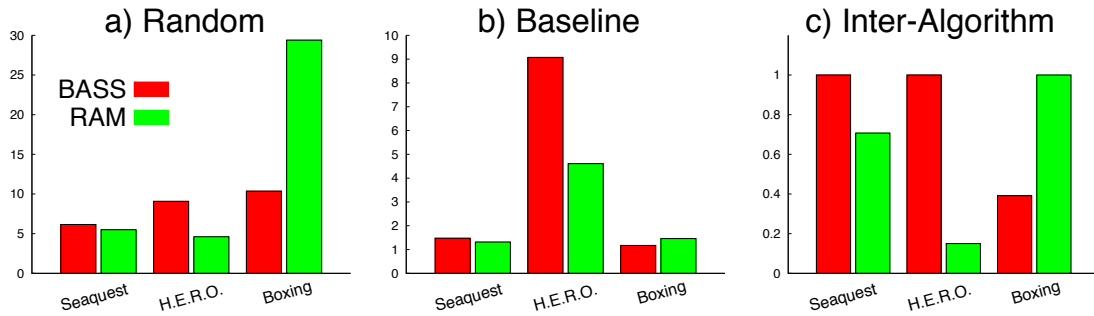 a) Random
30
25
20
15
10
5
0
BASS
RAM
Seaquest
H.E.R.O.
Boxing
b) Baseline
10
9
8
7
6
5
4
3
2
1
0
Seaquest
H.E.R.O.
Boxing
c) Inter-Algorithm
1
0.8
0.6
0.4
0.2
0
Seaquest
H.E.R.O.
Boxing